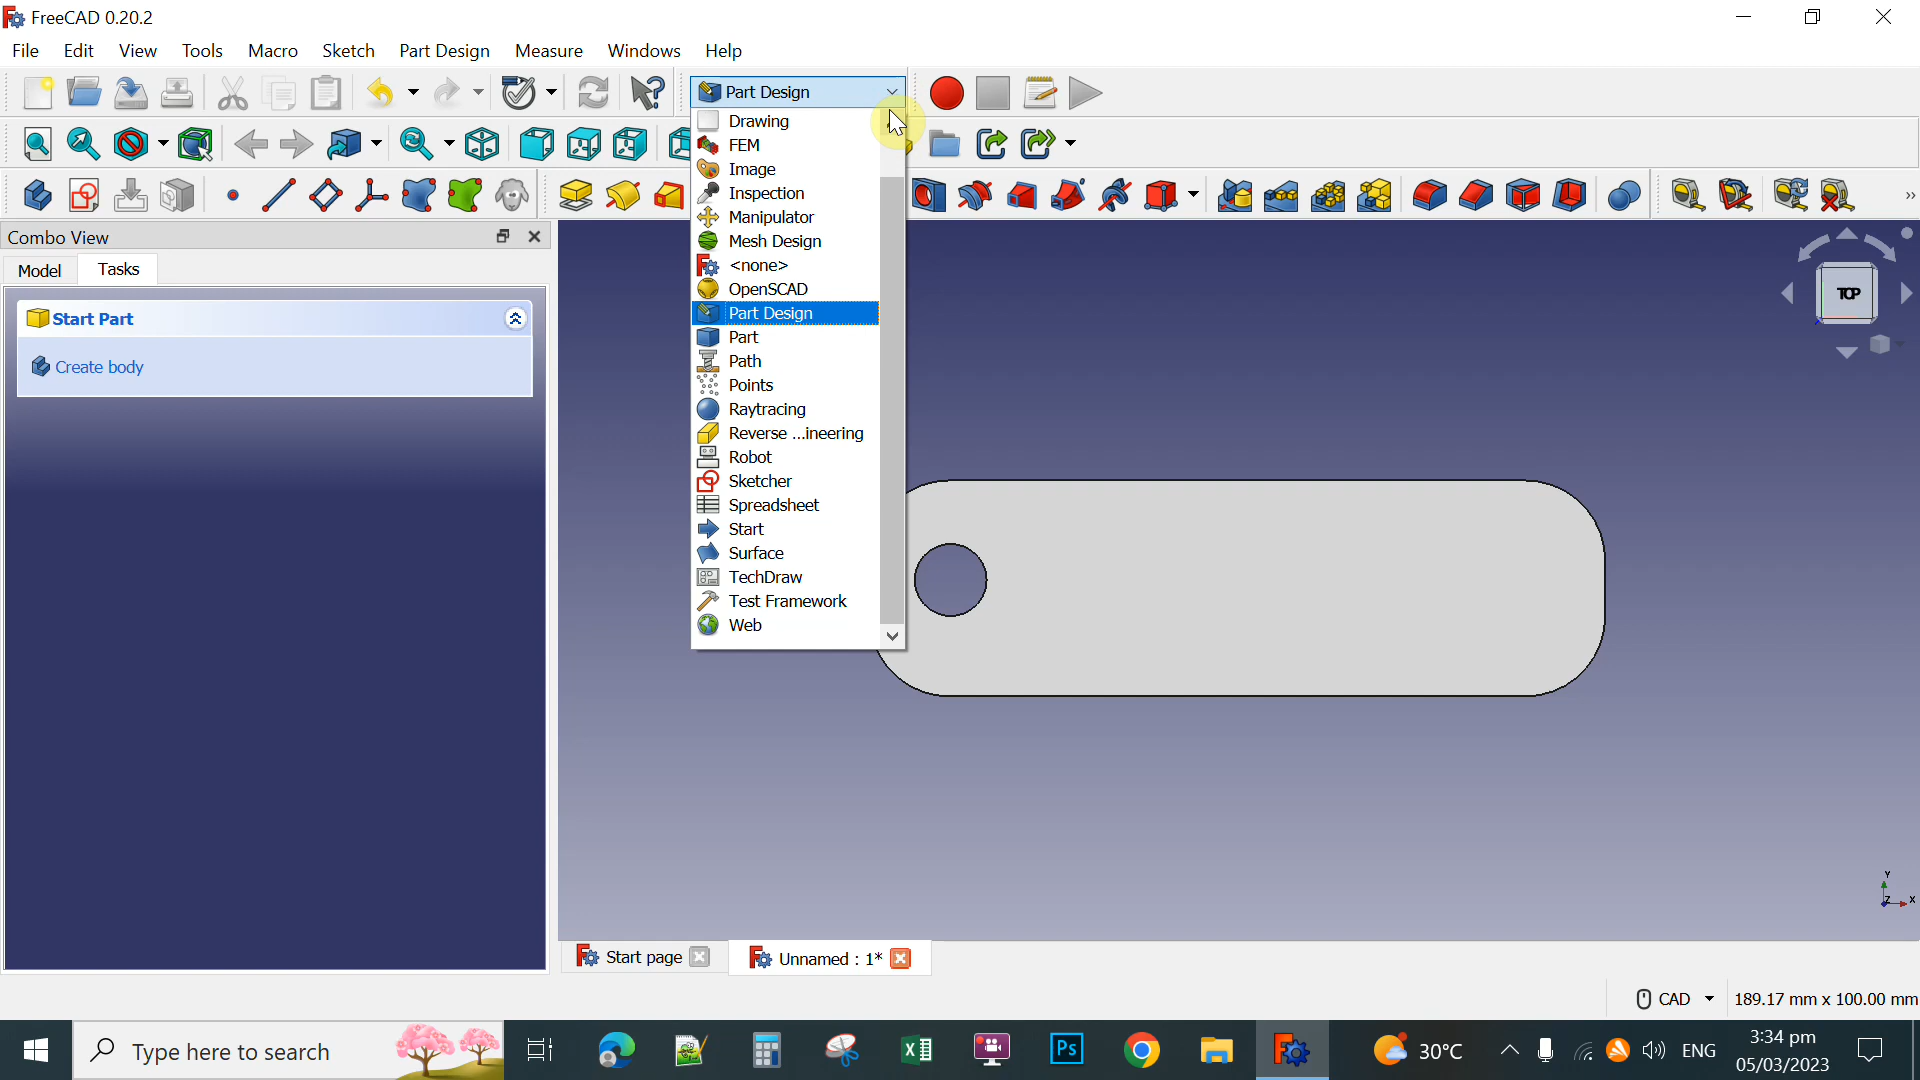 FreeCAD 0.20.2
File Edit View Tools Macro Sketch Part Design Measure Windows Help
Part Design
Drawing
FEM
Image
Inspection
Manipulator
Mesh Design
<none>
OpenSCAD
Part Design
Part
Path
Points
Raytracing
Reverse ...ineering
Robot
Sketcher
Spreadsheet
Start
Surface
TechDraw
Test Framework
Web
Combo View
Model Tasks
Start Part
Create body
TOP
Y
Z X
Start page Unnamed : 1*
CAD 189.17 mm x 100.00 mm
Type here to search
Ps
30°C
ENG
3:34 pm
05/03/2023